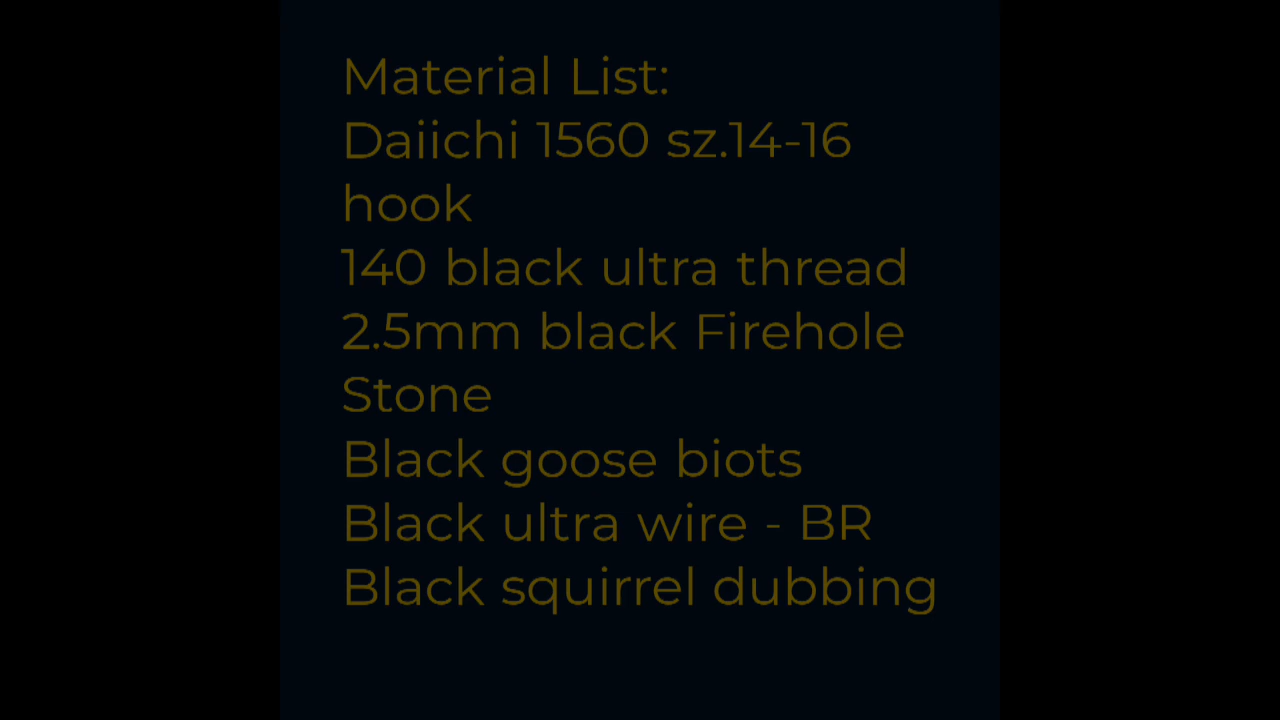 Material List:
Daiichi 1560 sz.14-16
hook
140 black ultra thread
2.5mm black Firehole
Stone
Black goose biots
Black ultra wire - BR
Black squirrel dubbing